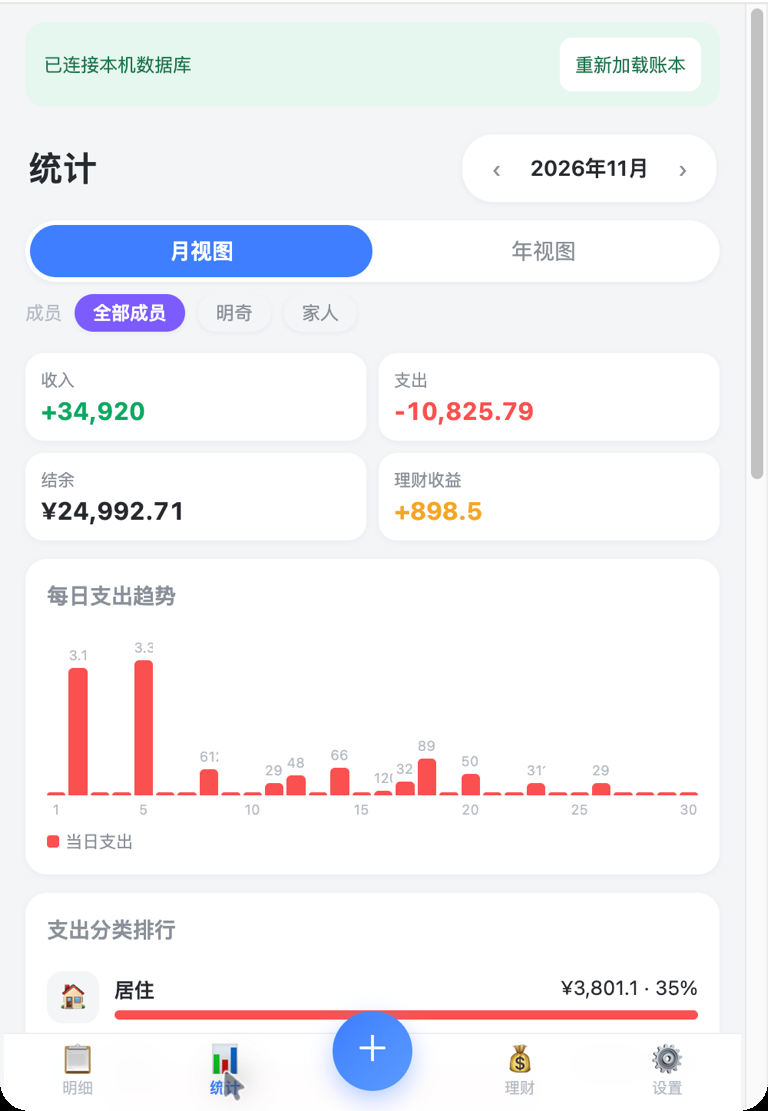 已连接本机数据库
重新加载账本
统计
‹ 2026年11月 ›
月视图
年视图
成员 全部成员 明奇 家人
收入
+34,920
支出
-10,825.79
结余
¥24,992.71
理财收益
+898.5
每日支出趋势
3.1 3.3 29 48 66 32 89 50 29
1 5 10 15 20 25 30
当日支出
支出分类排行
居住
¥3,801.1 · 35%
+
明细
统计
理财
设置